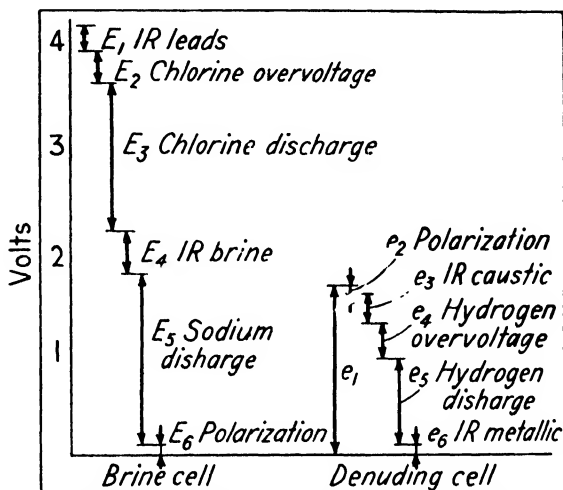 4
E1 IR leads
E2 Chlorine overvoltage
3
E3 Chlorine discharge
Volts
2
E4 IR brine
e2 Polarization
e3 IR caustic
e4 Hydrogen
overvoltage
E5 Sodium
disharge
1
e1
e5 Hydrogen
disharge
E6 Polarization
e6 IR metallic
Brine cell
Denuding cell